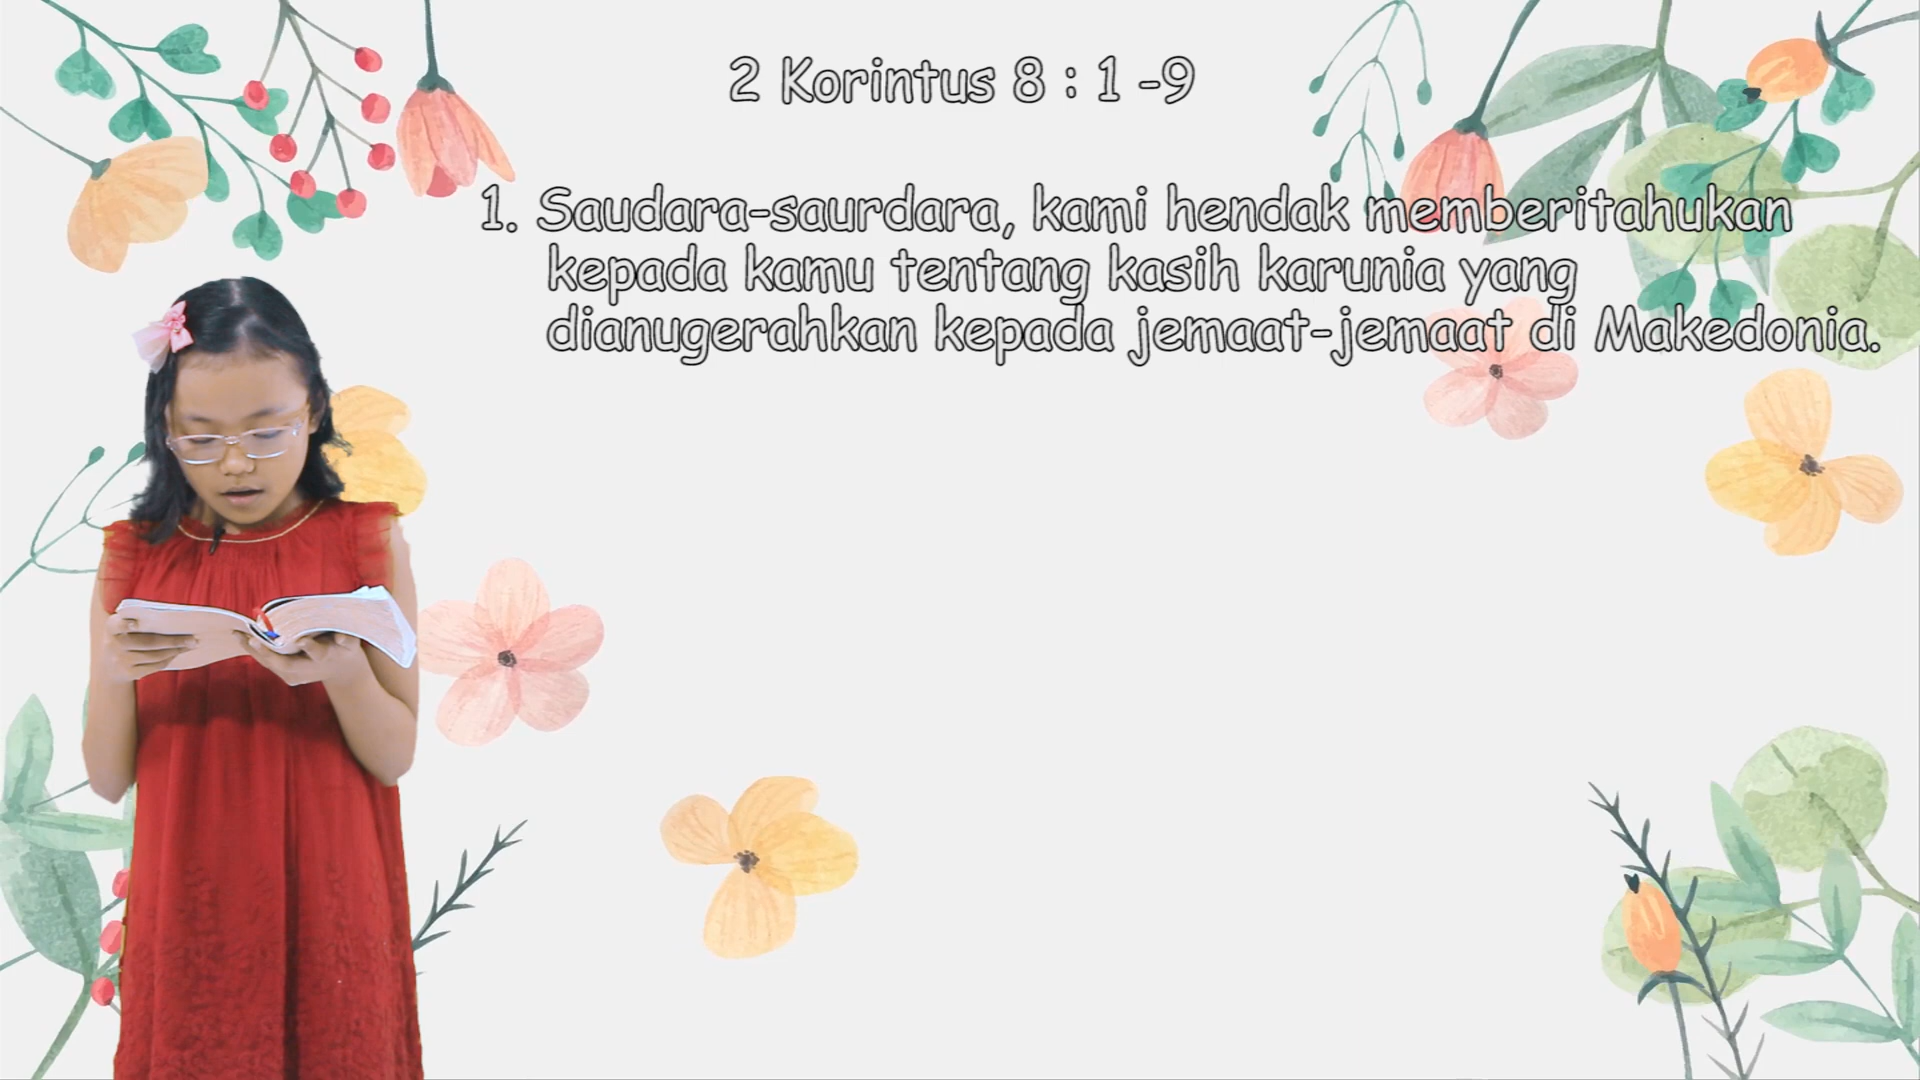 2 Korintus 8 : 1 -9
1. Saudara-saurdara, kami hendak memberitahukan
kepada kamu tentang kasih karunia yang
dianugerahkan kepada jemaat-jemaat di Makedonia.